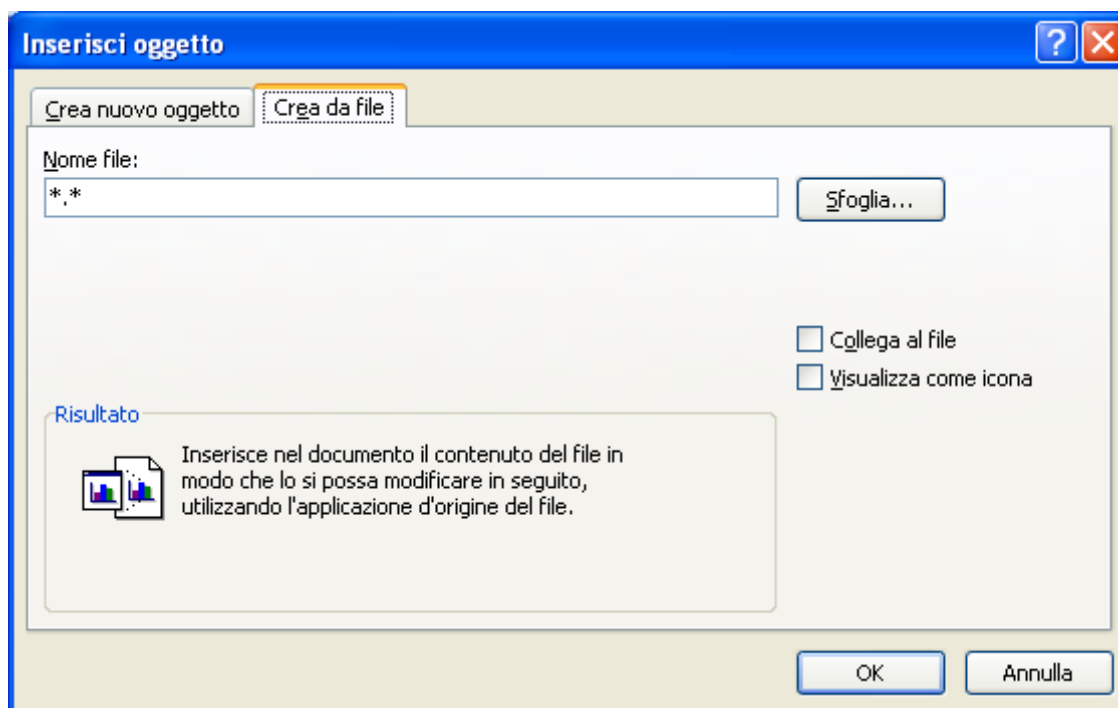 Inserisci oggetto
Crea nuovo oggetto
Crea da file
Nome file:
*.*
Sfoglia...
Collega al file
Visualizza come icona
Risultato
Inserisce nel documento il contenuto del file in
modo che lo si possa modificare in seguito,
utilizzando l'applicazione d'origine del file.
OK
Annulla